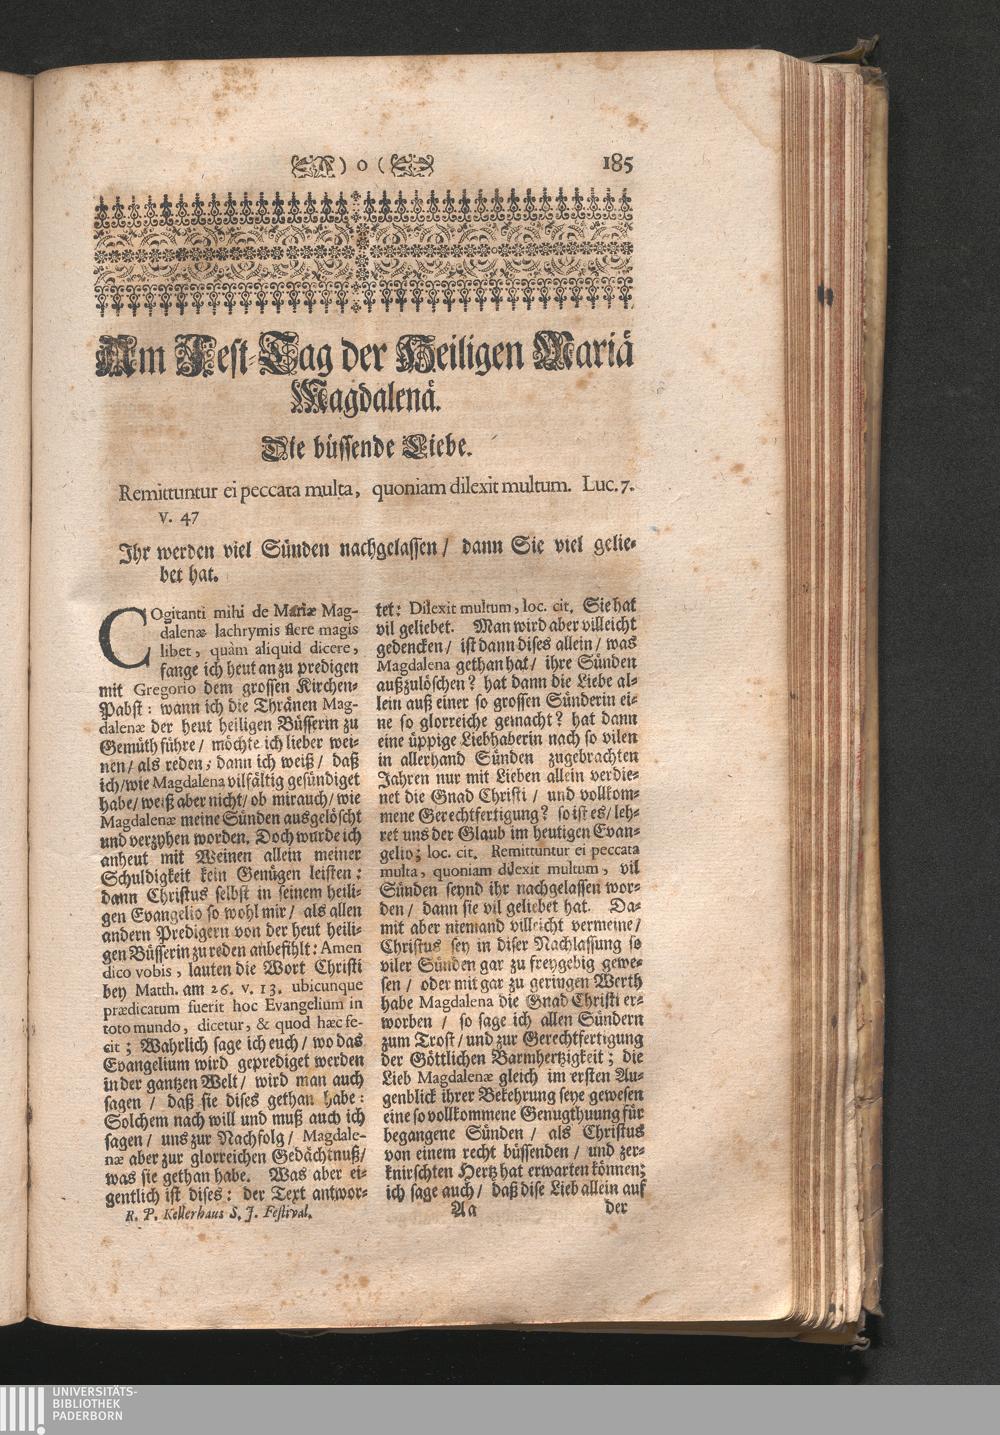 ) o (
185
Am Fest-Tag der Heiligen Mariä
Magdalenä.
Die büssende Liebe.
Remittuntur ei peccata multa, quoniam dilexit multum. Luc. 7.
v. 47
Ihr werden viel Sünden nachgelassen / dann Sie viel gelie-
bet hat.
COgitanti mihi de Mariæ Mag-
dalenæ lachrymis flere magis
libet, quàm aliquid dicere,
fange ich heut an zu predigen
mit Gregorio dem grossen Kirchen-
Pabst: wann ich die Thränen Mag-
dalenæ der heut heiligen Büsserin zu
Gemüth führe / möchte ich lieber wei-
nen / als reden, dann ich weiß / daß
ich / wie Magdalena vilfältig gesündiget
habe / weiß aber nicht / ob mir auch / wie
Magdalenæ meine Sünden ausgelöscht
und verzyhen worden. Doch wurde ich
anheut mit Weinen allein meiner
Schuldigkeit kein Genügen leisten:
dann Christus selbst in seinem heili-
gen Evangelio so wohl mir / als allen
andern Predigern von der heut heili-
gen Büsserin zu reden anbefihlt: Amen
dico vobis, lauten die Wort Christi
bey Matth. am 26. v. 13. ubicunque
prædicatum fuerit hoc Evangelium in
toto mundo, dicetur, & quod hæc fe-
cit; Wahrlich sage ich euch / wo das
Evangelium wird geprediget werden
in der gantzen Welt / wird man auch
sagen / daß sie dises gethan habe:
Solchem nach will und muß auch ich
sagen / uns zur Nachfolg / Magdale-
næ aber zur glorreichen Gedächtnuß /
was sie gethan habe. Was aber ei-
gentlich ist dises: der Text antwor-
R. P. Kellerhaus S. J. Festival.
tet: Dilexit multum, loc. cit. Sie hat
vil geliebet. Man wird aber villeicht
gedencken / ist dann dises allein / was
Magdalena gethan hat / ihre Sünden
außzulöschen? hat dann die Liebe al-
lein auß einer so grossen Sünderin ei-
ne so glorreiche gemacht? hat dann
eine üppige Liebhaberin nach so vilen
in allerhand Sünden zugebrachten
Jahren nur mit Lieben allein verdie-
net die Gnad Christi / und vollkom-
mene Gerechtfertigung? so ist es / leh-
ret uns der Glaub im heutigen Evan-
gelio; loc. cit. Remittuntur ei peccata
multa, quoniam dilexit multum, vil
Sünden seynd ihr nachgelassen wor-
den / dann sie vil geliebet hat. Da-
mit aber niemand villeicht vermeine /
Christus sey in diser Nachlassung so
viler Sünden gar zu freygebig gewe-
sen / oder mit gar zu geringen Werth
habe Magdalena die Gnad Christi er-
worben / so sage ich allen Sündern
zum Trost / und zur Gerechtfertigung
der Göttlichen Barmhertzigkeit; die
Lieb Magdalenæ gleich im ersten Au-
genblick ihrer Bekehrung seye gewesen
eine so vollkommene Genugthuung für
begangene Sünden / als Christus
von einem recht büssenden / und zer-
knirschten Hertz hat erwarten können;
ich sage auch / daß dise Lieb allein auf
Aa
der
UNIVERSITÄTS-
BIBLIOTHEK
PADERBORN